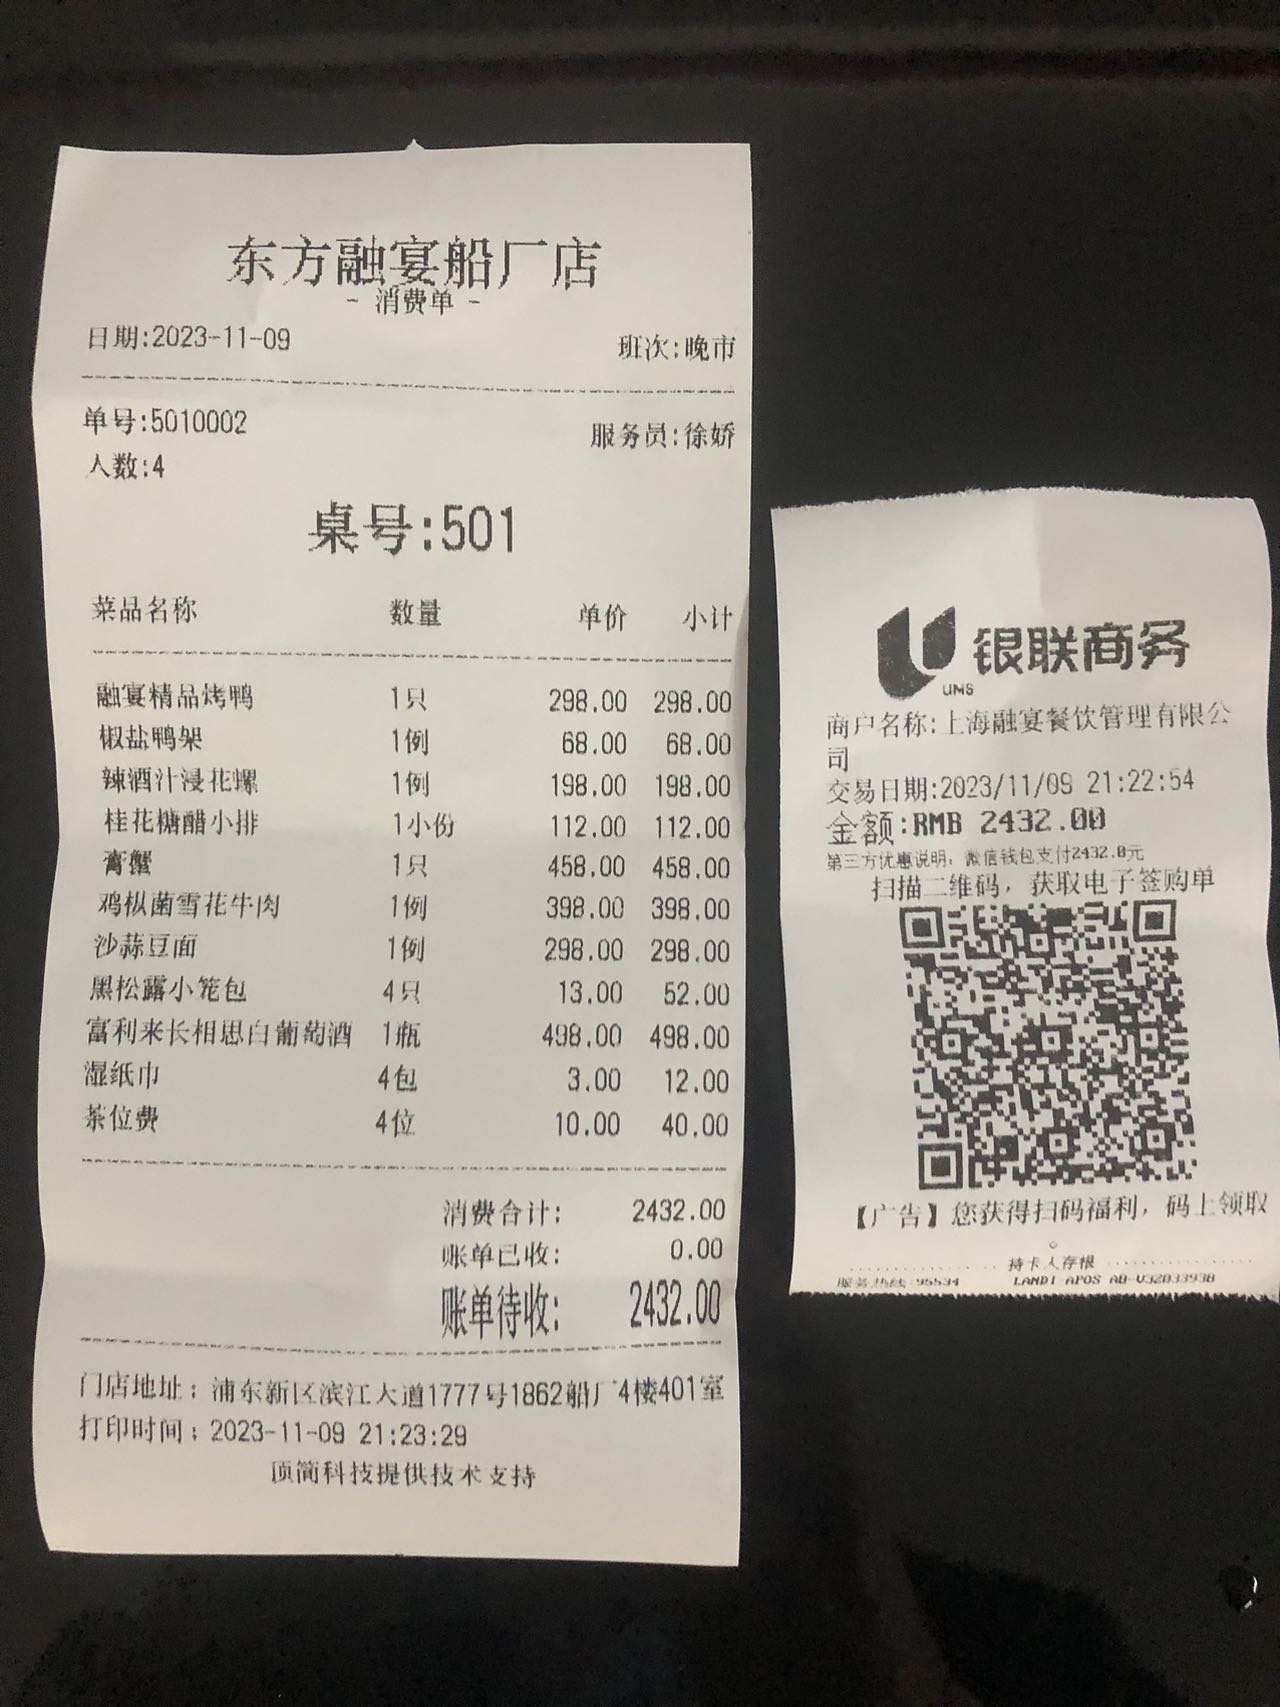 东方融宴船厂店
- 消费单 -
日期:2023-11-09 班次:晚市
单号:5010002 服务员:徐娇
人数:4
桌号:501
菜品名称 数量 单价 小计
融宴精品烤鸭 1只 298.00 298.00
椒盐鸭架 1例 68.00 68.00
辣酒汁浸花螺 1例 198.00 198.00
桂花糖醋小排 1小份 112.00 112.00
膏蟹 1只 458.00 458.00
鸡枞菌雪花牛肉 1例 398.00 398.00
沙蒜豆面 1例 298.00 298.00
黑松露小笼包 4只 13.00 52.00
富利来长相思白葡萄酒 1瓶 498.00 498.00
湿纸巾 4包 3.00 12.00
茶位费 4位 10.00 40.00
消费合计: 2432.00
账单已收: 0.00
账单待收: 2432.00
门店地址: 浦东新区滨江大道1777号1862船厂4楼401室
打印时间: 2023-11-09 21:23:29
顶简科技提供技术支持
银联商务
UMS
商户名称:上海融宴餐饮管理有限公
司
交易日期:2023/11/09 21:22:54
金额:RMB 2432.00
第三方优惠说明: 微信钱包支付2432.0元
扫描二维码, 获取电子签购单
【广告】您获得扫码福利, 码上领取
持卡人存根
服务热线:95534 LANDI APOS A8-V32033938